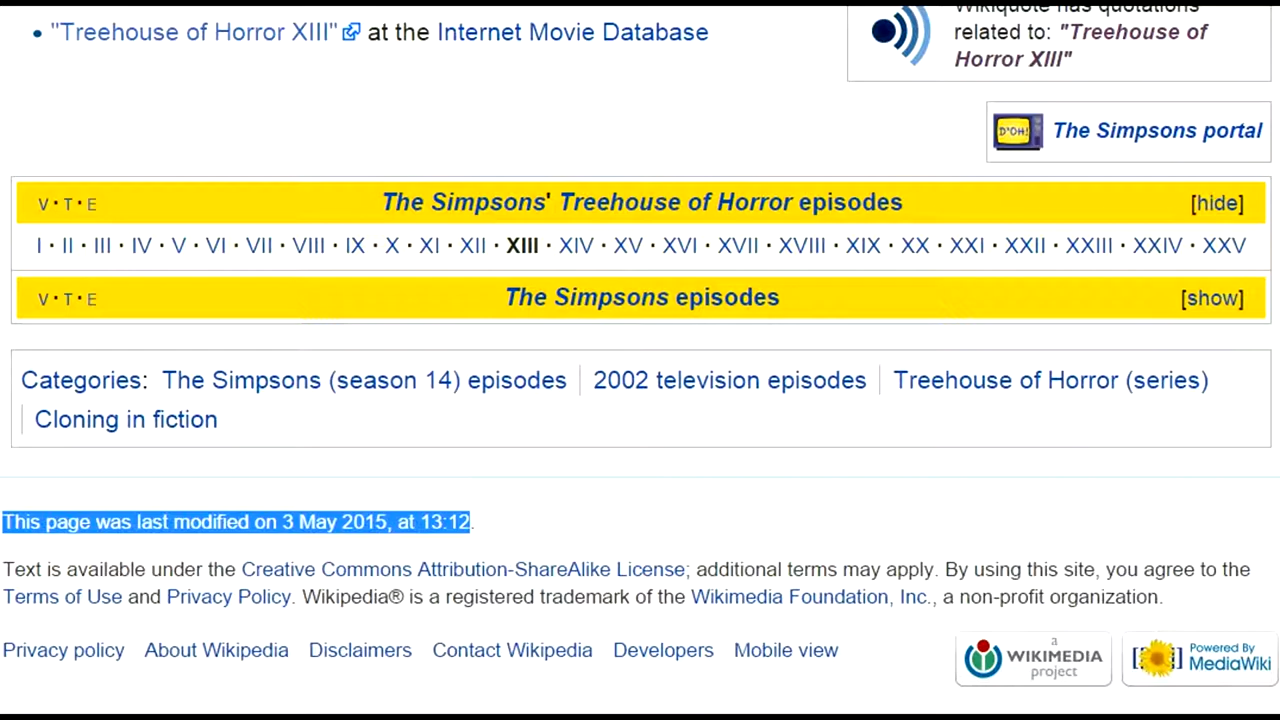 Wikiquote has quotations
• "Treehouse of Horror XIII" at the Internet Movie Database
related to: "Treehouse of
Horror XIII"
D'OH!
The Simpsons portal
V · T · E The Simpsons' Treehouse of Horror episodes [hide]
I · II · III · IV · V · VI · VII · VIII · IX · X · XI · XII · XIII · XIV · XV · XVI · XVII · XVIII · XIX · XX · XXI · XXII · XXIII · XXIV · XXV
V · T · E The Simpsons episodes [show]
Categories: The Simpsons (season 14) episodes | 2002 television episodes | Treehouse of Horror (series)
| Cloning in fiction
This page was last modified on 3 May 2015, at 13:12.
Text is available under the Creative Commons Attribution-ShareAlike License; additional terms may apply. By using this site, you agree to the
Terms of Use and Privacy Policy. Wikipedia® is a registered trademark of the Wikimedia Foundation, Inc., a non-profit organization.
Privacy policy About Wikipedia Disclaimers Contact Wikipedia Developers Mobile view
a
WIKIMEDIA
project
Powered By
MediaWiki